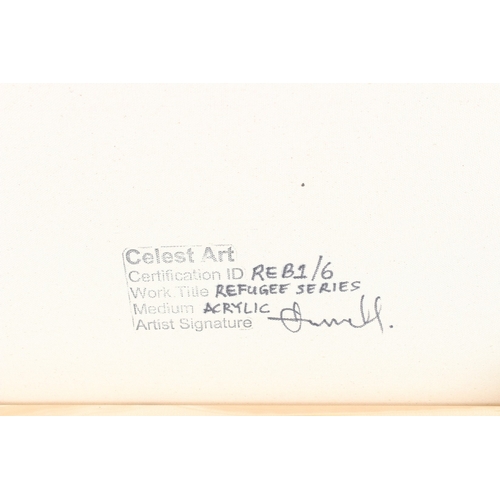 Celest Art
Certification ID REB1/6
Work Title REFUGEE SERIES
Medium ACRYLIC
Artist Signature